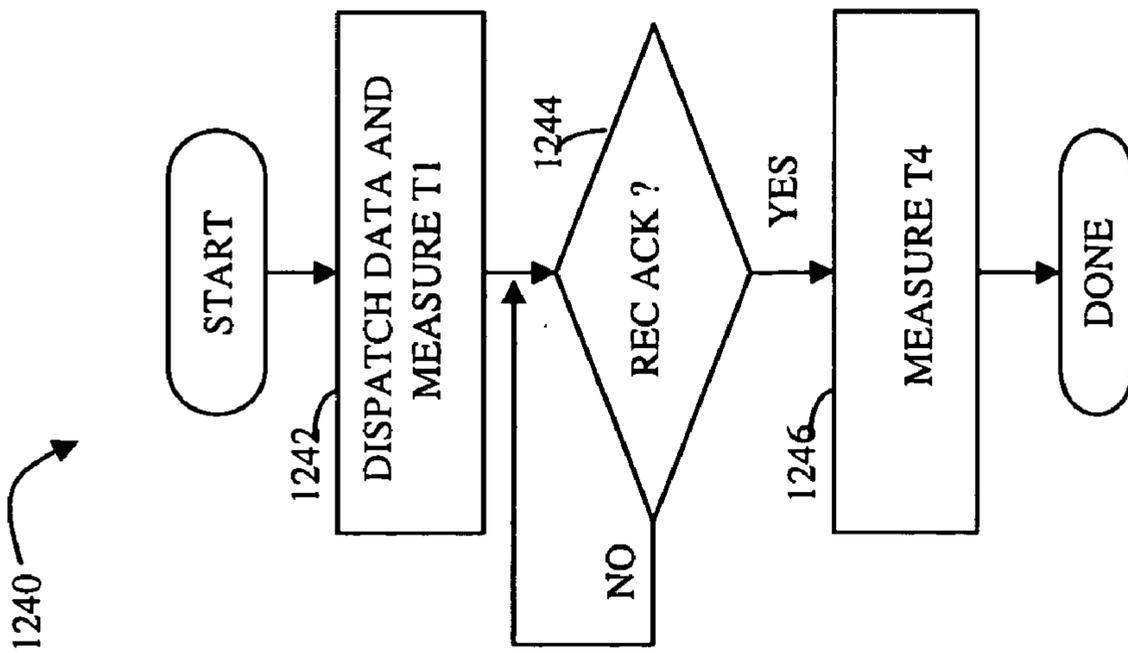 1240
START
1242
DISPATCH DATA AND
MEASURE T1
1244
REC ACK ?
NO
YES
1246
MEASURE T4
DONE